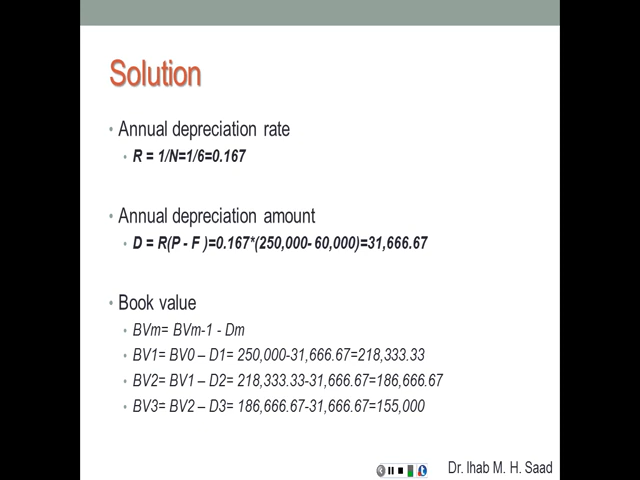 Solution
• Annual depreciation rate
• R = 1/N=1/6=0.167
• Annual depreciation amount
• D = R(P - F )=0.167*(250,000- 60,000)=31,666.67
• Book value
• BVm= BVm-1 - Dm
• BV1= BV0 – D1= 250,000-31,666.67=218,333.33
• BV2= BV1 – D2= 218,333.33-31,666.67=186,666.67
• BV3= BV2 – D3= 186,666.67-31,666.67=155,000
Dr. Ihab M. H. Saad